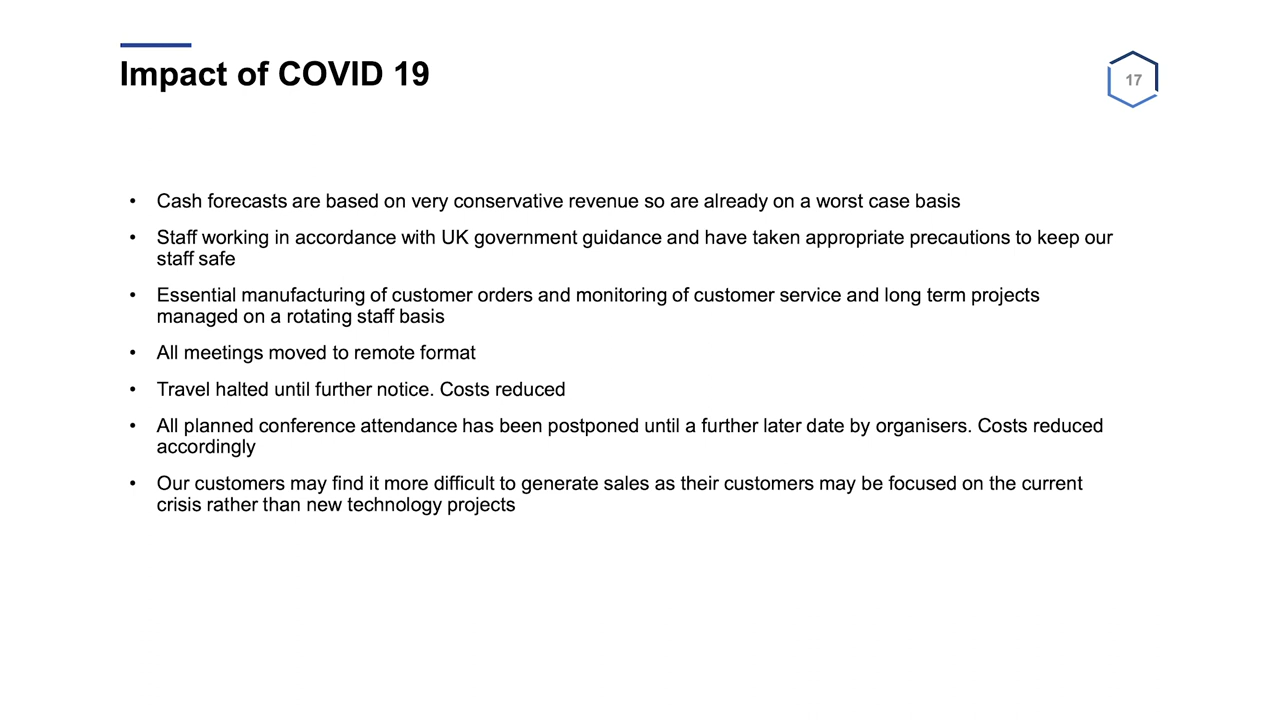 Impact of COVID 19
17
• Cash forecasts are based on very conservative revenue so are already on a worst case basis
• Staff working in accordance with UK government guidance and have taken appropriate precautions to keep our
staff safe
• Essential manufacturing of customer orders and monitoring of customer service and long term projects
managed on a rotating staff basis
• All meetings moved to remote format
• Travel halted until further notice. Costs reduced
• All planned conference attendance has been postponed until a further later date by organisers. Costs reduced
accordingly
• Our customers may find it more difficult to generate sales as their customers may be focused on the current
crisis rather than new technology projects